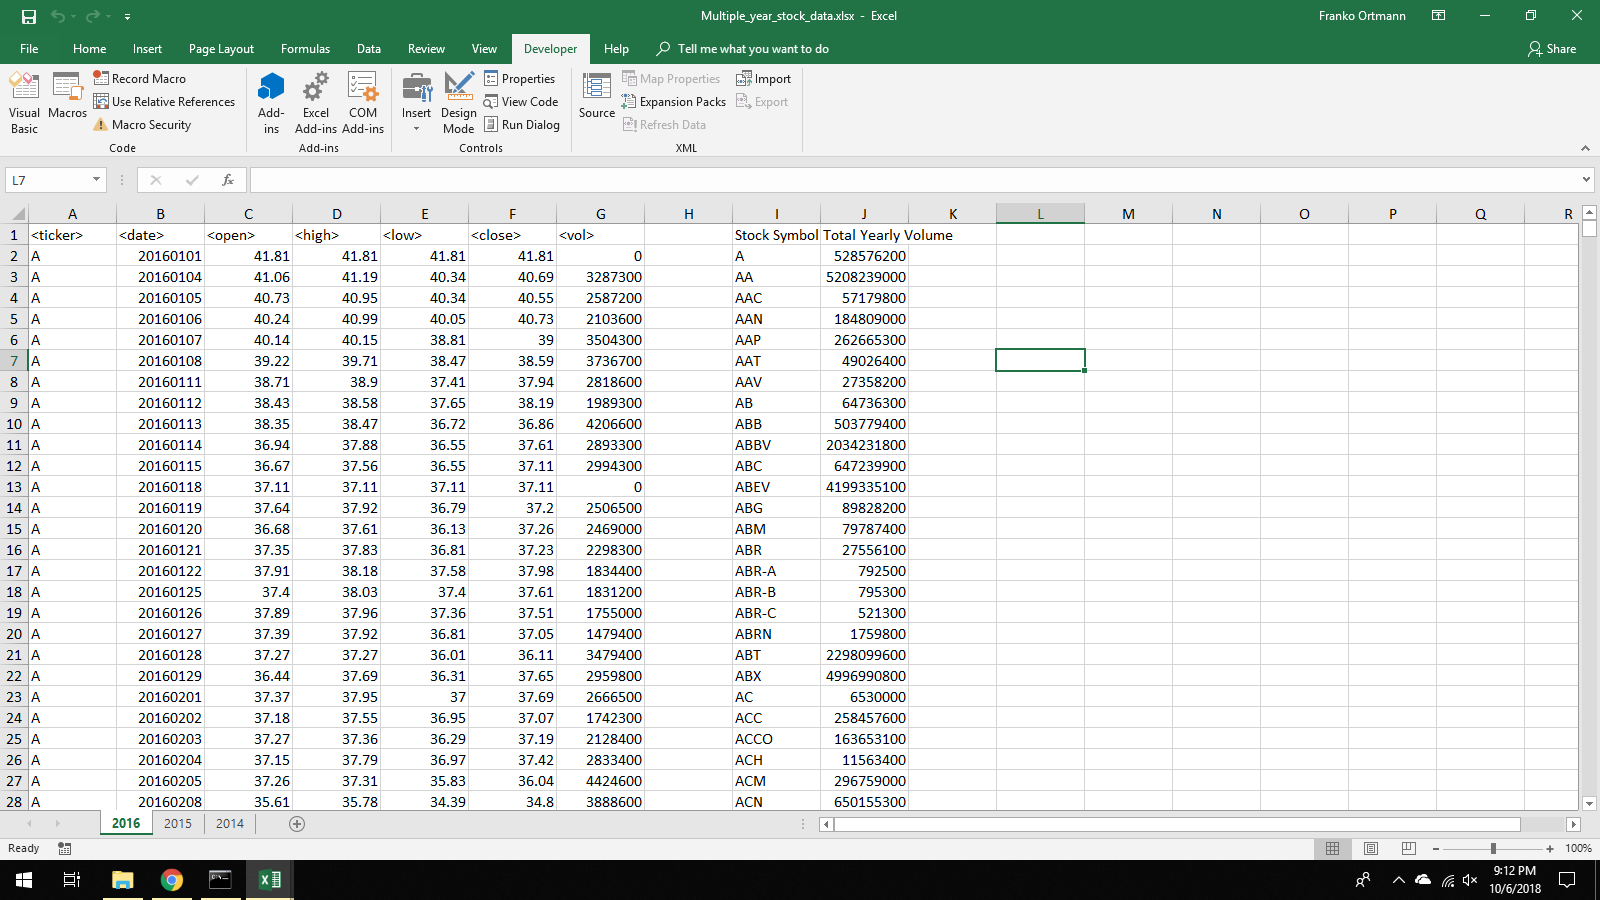 Multiple_year_stock_data.xlsx - Excel
Franko Ortmann
File Home Insert Page Layout Formulas Data Review View Developer Help Tell me what you want to do Share
Visual Basic
Macros
Record Macro
Use Relative References
Macro Security
Code
Add-ins
Excel Add-ins
COM Add-ins
Add-ins
Insert
Design Mode
Properties
View Code
Run Dialog
Controls
Source
Map Properties
Expansion Packs
Refresh Data
Import
Export
XML
L7 fx
A B C D E F G H I J K L M N O P Q R
1 <ticker> <date> <open> <high> <low> <close> <vol> Stock Symbol Total Yearly Volume
2 A 20160101 41.81 41.81 41.81 41.81 0 A 528576200
3 A 20160104 41.06 41.19 40.34 40.69 3287300 AA 5208239000
4 A 20160105 40.73 40.95 40.34 40.55 2587200 AAC 57179800
5 A 20160106 40.24 40.99 40.05 40.73 2103600 AAN 184809000
6 A 20160107 40.14 40.15 38.81 39 3504300 AAP 262665300
7 A 20160108 39.22 39.71 38.47 38.59 3736700 AAT 49026400
8 A 20160111 38.71 38.9 37.41 37.94 2818600 AAV 27358200
9 A 20160112 38.43 38.58 37.65 38.19 1989300 AB 64736300
10 A 20160113 38.35 38.47 36.72 36.86 4206600 ABB 503779400
11 A 20160114 36.94 37.88 36.55 37.61 2893300 ABBV 2034231800
12 A 20160115 36.67 37.56 36.55 37.11 2994300 ABC 647239900
13 A 20160118 37.11 37.11 37.11 37.11 0 ABEV 4199335100
14 A 20160119 37.64 37.92 36.79 37.2 2506500 ABG 89828200
15 A 20160120 36.68 37.61 36.13 37.26 2469000 ABM 79787400
16 A 20160121 37.35 37.83 36.81 37.23 2298300 ABR 27556100
17 A 20160122 37.91 38.18 37.58 37.98 1834400 ABR-A 792500
18 A 20160125 37.4 38.03 37.4 37.61 1831200 ABR-B 795300
19 A 20160126 37.89 37.96 37.36 37.51 1755000 ABR-C 521300
20 A 20160127 37.39 37.92 36.81 37.05 1479400 ABRN 1759800
21 A 20160128 37.27 37.27 36.01 36.11 3479400 ABT 2298099600
22 A 20160129 36.44 37.69 36.31 37.65 2959800 ABX 4996990800
23 A 20160201 37.37 37.95 37 37.69 2666500 AC 6530000
24 A 20160202 37.18 37.55 36.95 37.07 1742300 ACC 258457600
25 A 20160203 37.27 37.36 36.29 37.19 2128400 ACCO 163653100
26 A 20160204 37.15 37.79 36.97 37.42 2833400 ACH 11563400
27 A 20160205 37.26 37.31 35.83 36.04 4424600 ACM 296759000
28 A 20160208 35.61 35.78 34.39 34.8 3888600 ACN 650155300
2016 2015 2014
Ready 100%
9:12 PM
10/6/2018